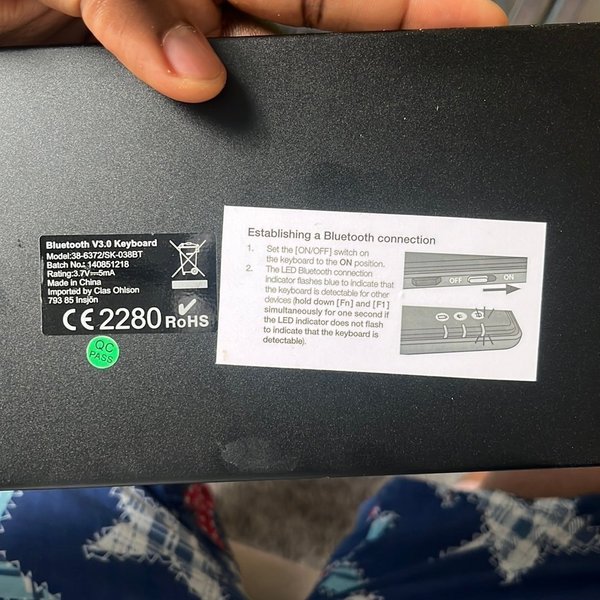 Bluetooth V3.0 Keyboard
Model:38-6372/SK-038BT
Batch No.: 140851218
Rating:3.7V⎓5mA
Made in China
Imported by Clas Ohlson
793 85 Insjön
CE 2280 RoHS
QC
PASS
Establishing a Bluetooth connection
1. Set the [ON/OFF] switch on
the keyboard to the ON position.
2. The LED Bluetooth connection
indicator flashes blue to indicate that
the keyboard is detectable for other
devices (hold down [Fn] and [F1]
simultaneously for one second if
the LED indicator does not flash
to indicate that the keyboard is
detectable).
OFF ON